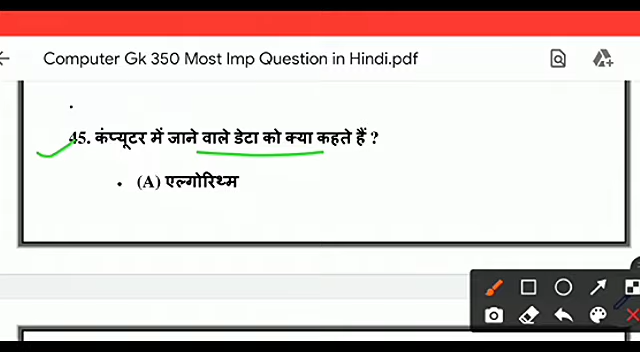 Computer Gk 350 Most Imp Question in Hindi.pdf
45. कंप्यूटर में जाने वाले डेटा को क्या कहते हैं ?
• (A) एल्गोरिथ्म